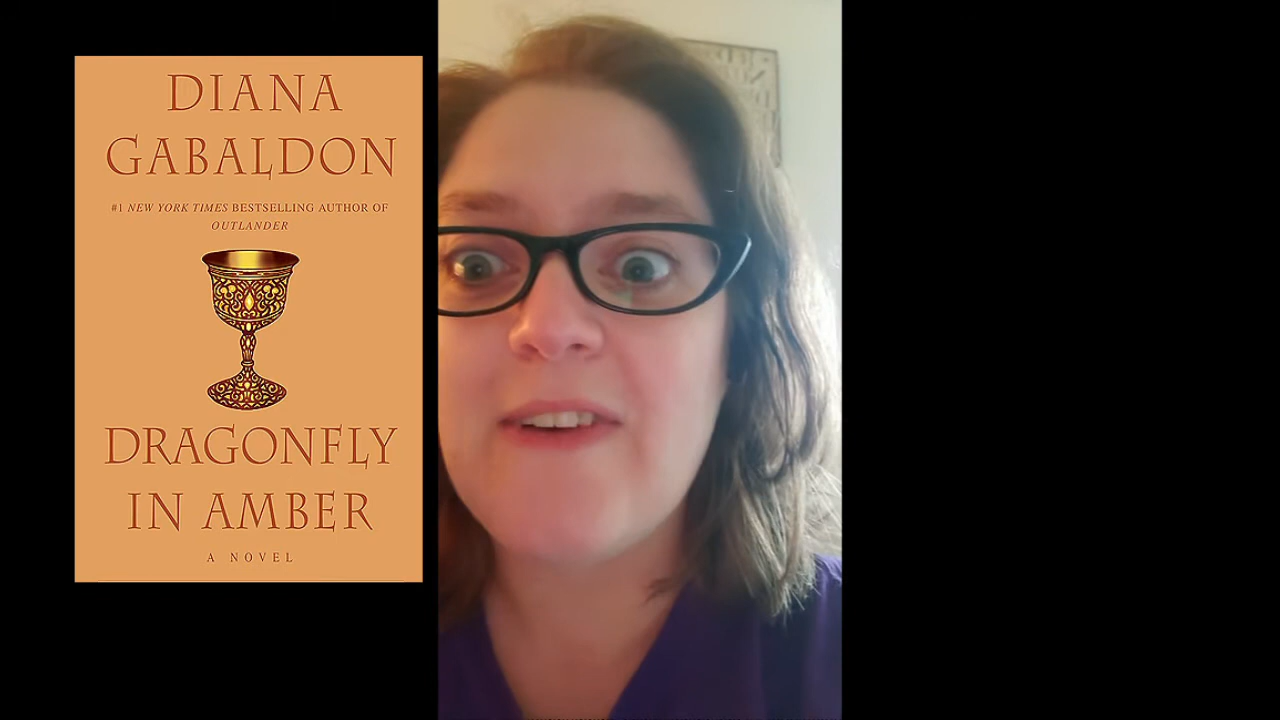 DIANA
GABALDON
#1 NEW YORK TIMES BESTSELLING AUTHOR OF
OUTLANDER
DRAGONFLY
IN AMBER
A NOVEL